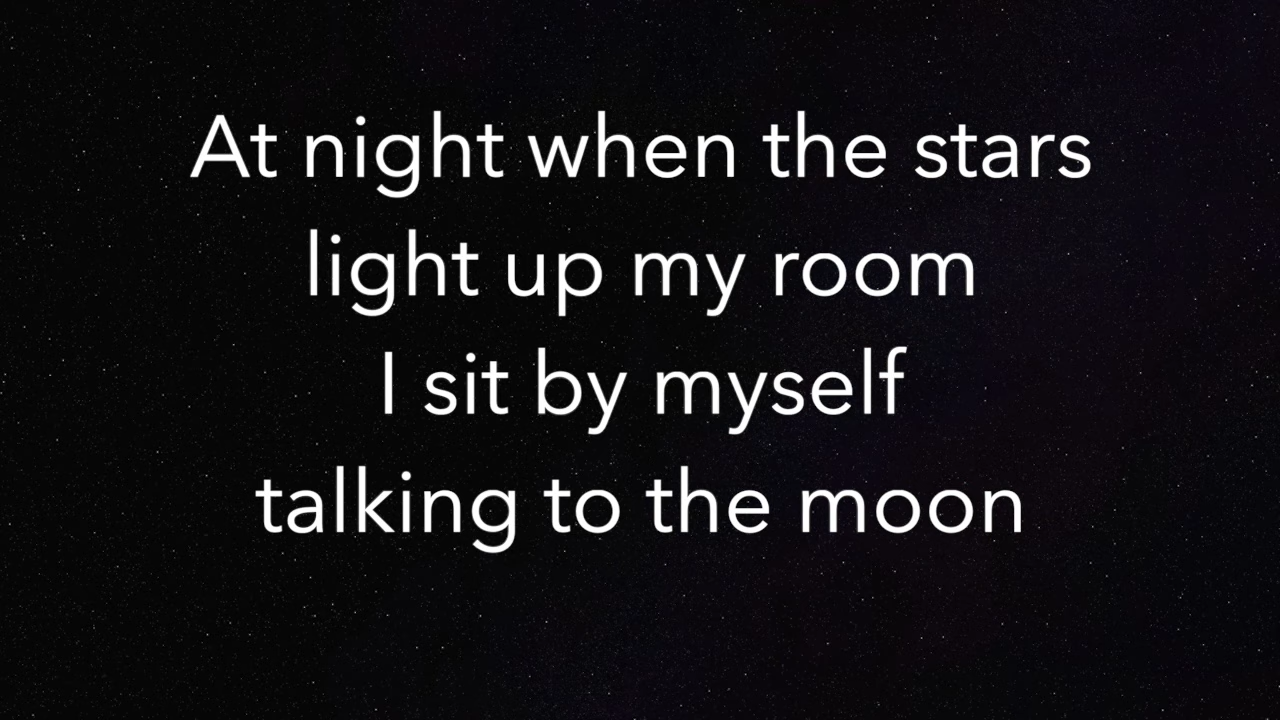 At night when the stars
light up my room
I sit by myself
talking to the moon